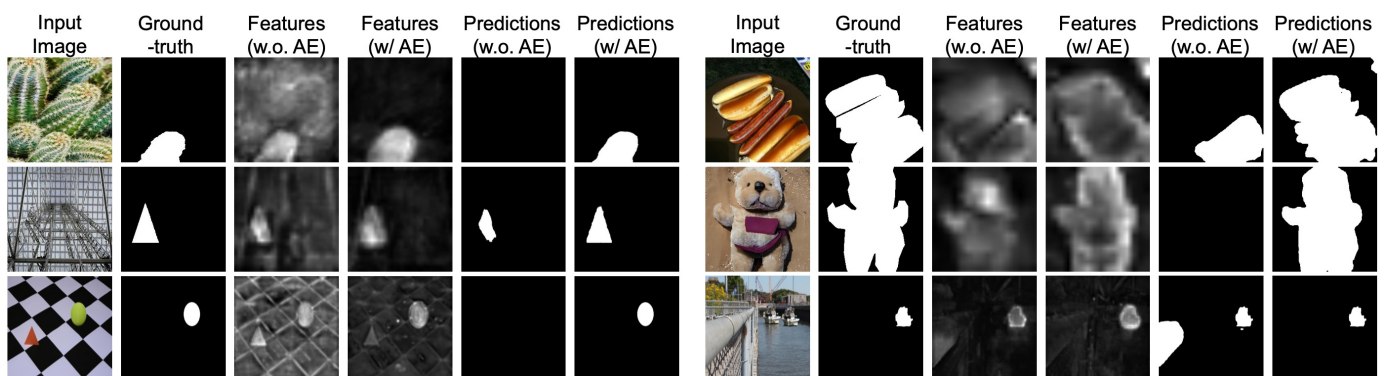 Input Ground Features Features Predictions Predictions Input Ground Features Features Predictions Predictions
Image -truth (w.o. AE) (w/ AE) (w.o. AE) (w/ AE) Image -truth (w.o. AE) (w/ AE) (w.o. AE) (w/ AE)